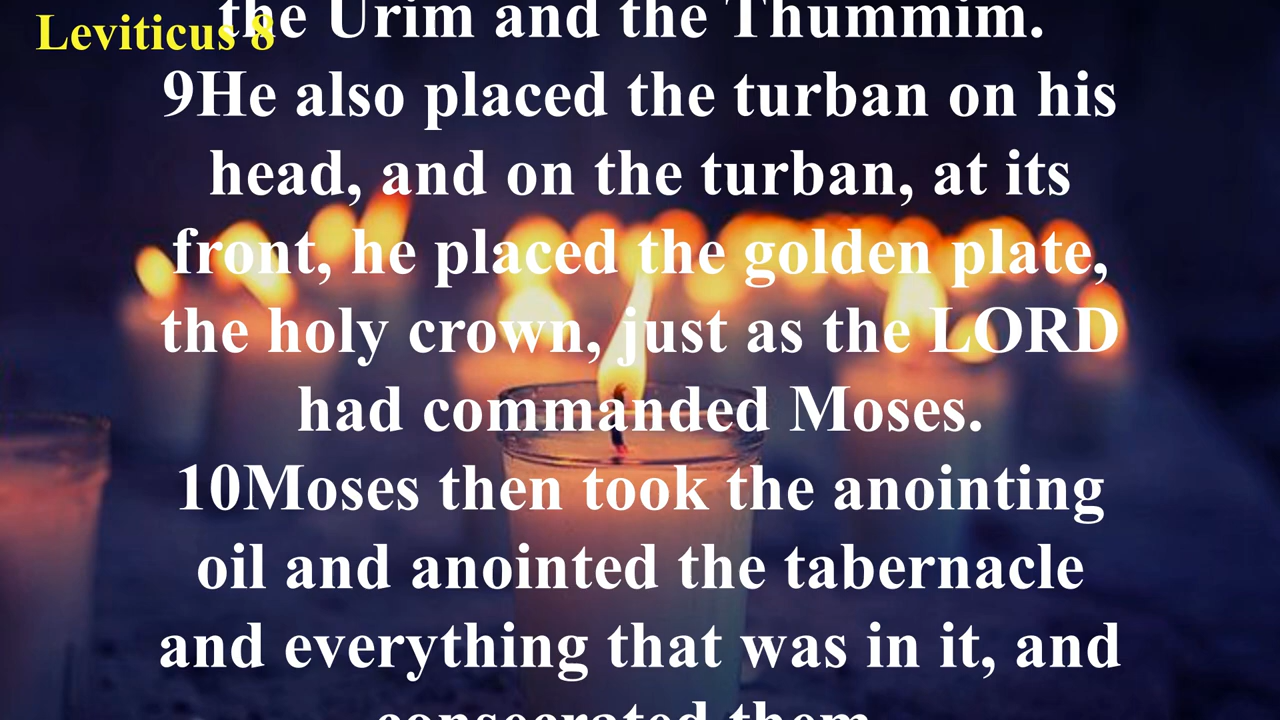 Leviticus 8
the Urim and the Thummim.
9He also placed the turban on his
head, and on the turban, at its
front, he placed the golden plate,
the holy crown, just as the LORD
had commanded Moses.
10Moses then took the anointing
oil and anointed the tabernacle
and everything that was in it, and
consecrated them.